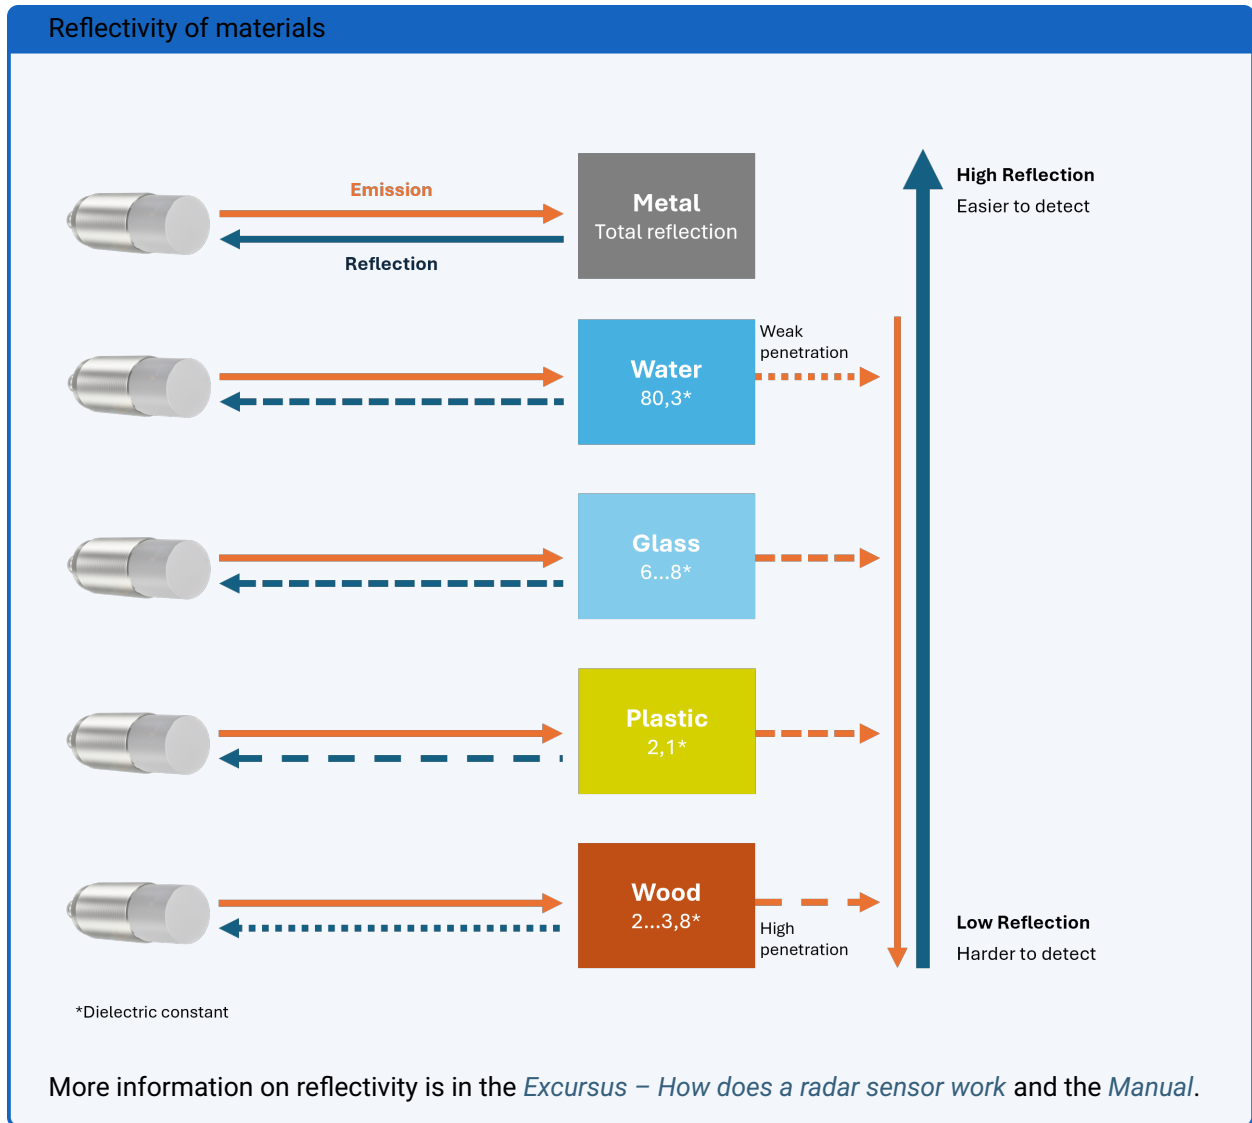 Reflectivity of materials
Emission
Reflection
Metal
Total reflection
High Reflection
Easier to detect
Water
80,3*
Weak
penetration
Glass
6...8*
Plastic
2,1*
Wood
2...3,8*
High
penetration
Low Reflection
Harder to detect
*Dielectric constant
More information on reflectivity is in the Excursus – How does a radar sensor work and the Manual.